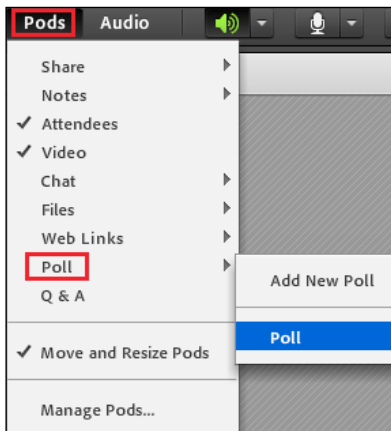 Pods Audio
Share
Notes
Attendees
Video
Chat
Files
Web Links
Poll
Add New Poll
Q & A
Poll
Move and Resize Pods
Manage Pods...